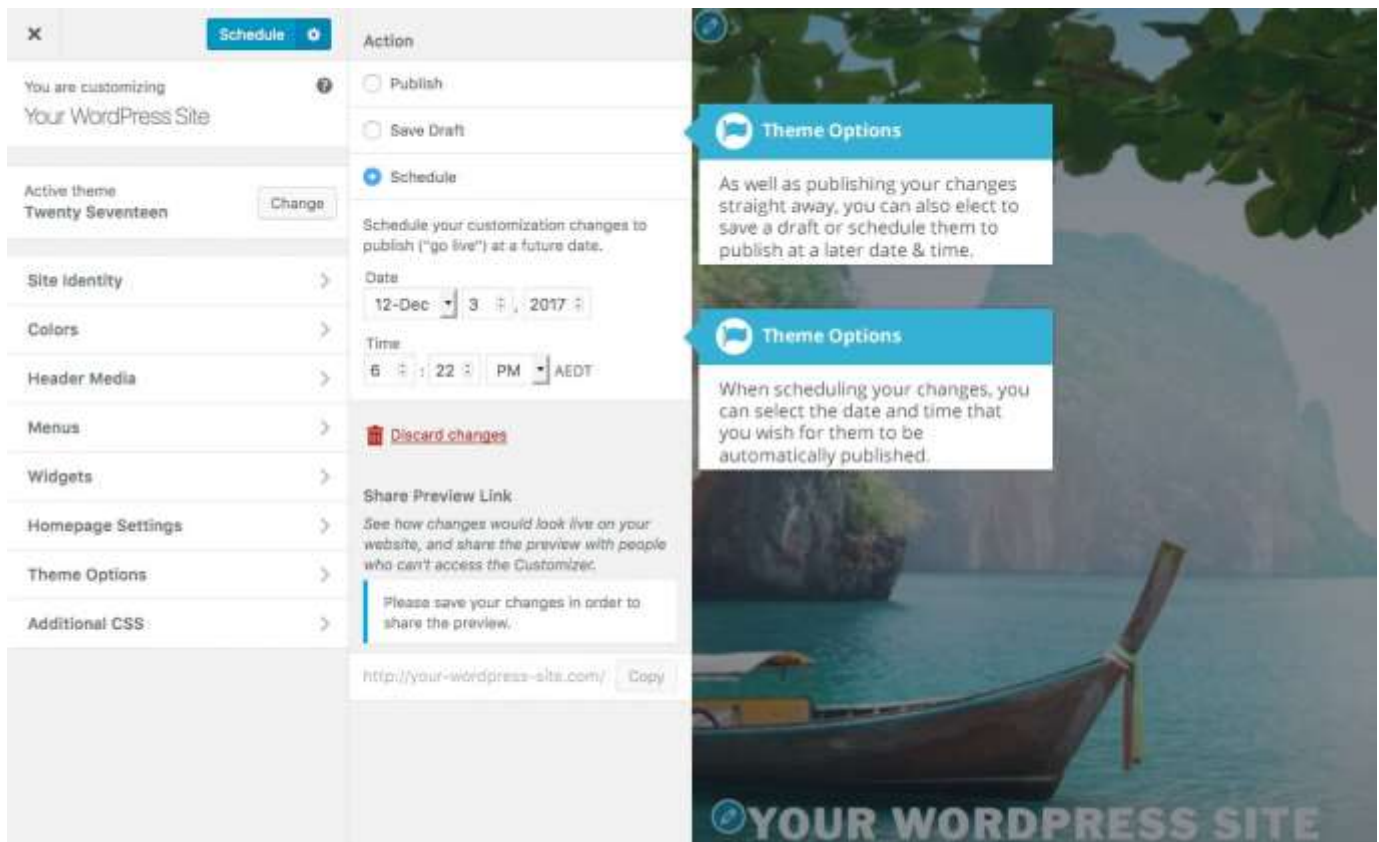 Schedule
You are customizing
Your WordPress Site
Active theme
Twenty Seventeen
Change
Site Identity
Colors
Header Media
Menus
Widgets
Homepage Settings
Theme Options
Additional CSS
Action
Publish
Save Draft
Schedule
Schedule your customization changes to
publish ("go live") at a future date.
Date
12-Dec 3 , 2017
Time
6 : 22 PM AEDT
Discard changes
Share Preview Link
See how changes would look live on your
website, and share the preview with people
who can't access the Customizer.
Please save your changes in order to
share the preview.
http://your-wordpress-site.com/ Copy
Theme Options
As well as publishing your changes
straight away, you can also elect to
save a draft or schedule them to
publish at a later date & time.
Theme Options
When scheduling your changes, you
can select the date and time that
you wish for them to be
automatically published.
YOUR WORDPRESS SITE